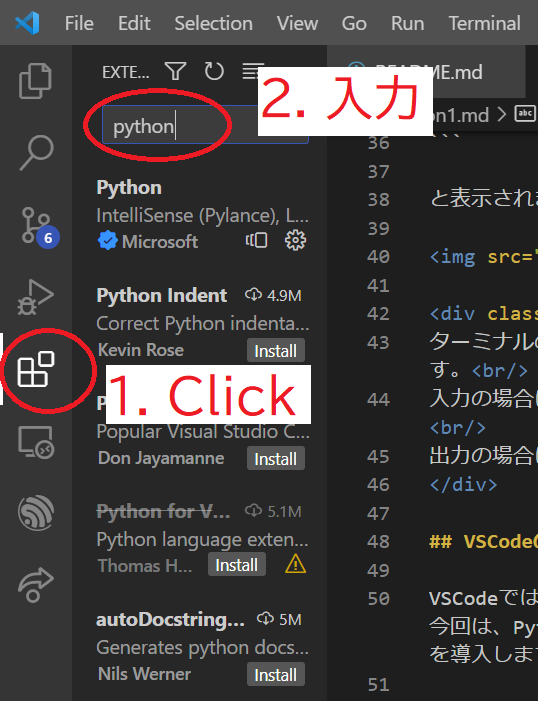 File Edit Selection View Go Run Terminal
EXTE...
README.md
2. 入力
python
on1.md > abc
36 ```
37
38 と表示され
39
40 <img src="
41
42 <div clas
43 ターミナルの
す。<br/>
44 入力の場合
<br/>
45 出力の場合
46 </div>
47
48 ## VSCode
49
50 VSCodeでは
今回は、Py
を導入しま
51
6
Python
IntelliSense (Pylance), L...
Microsoft
Python Indent 4.9M
Correct Python indenta...
Kevin Rose Install
1. Click
Popular Visual Studio C...
Don Jayamanne Install
Python for V... 5.1M
Python language exten...
Thomas H... Install
autoDocstring... 5M
Generates python docs...
Nils Werner Install